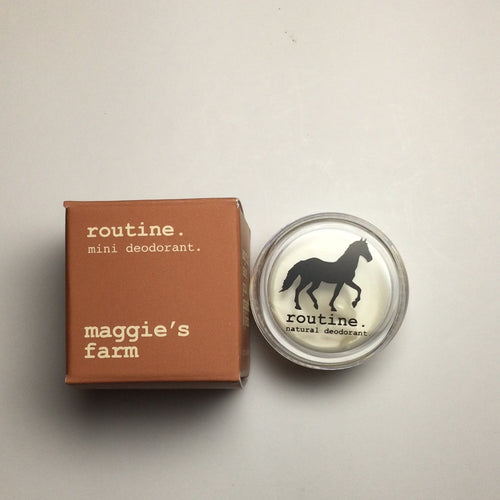 routine.
mini deodorant.
maggie's
farm
routine.
natural deodorant